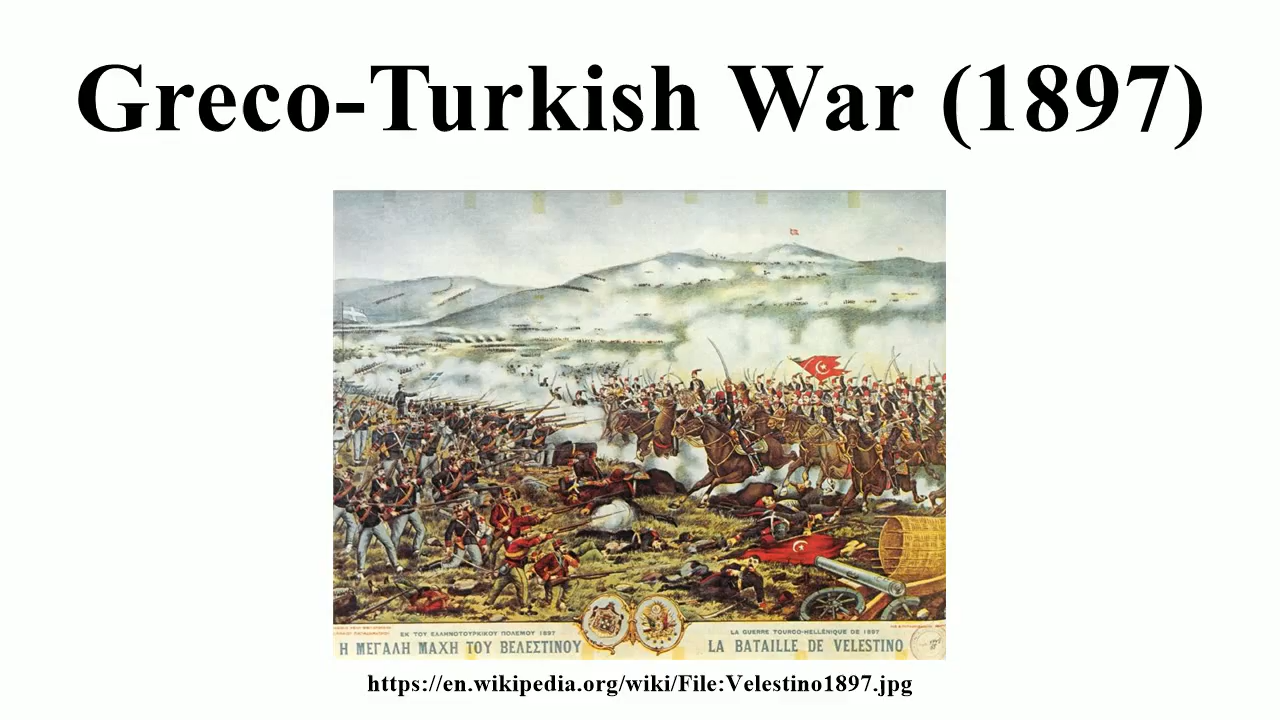 Greco-Turkish War (1897)
ΕΚ ΤΟΥ ΕΛΛΗΝΟΤΟΥΡΚΙΚΟΥ ΠΟΛΕΜΟΥ 1897
LA GUERRE TOURCO-HELLÉNIQUE DE 1897
Η ΜΕΓΑΛΗ ΜΑΧΗ ΤΟΥ ΒΕΛΕΣΤΙΝΟΥ
LA BATAILLE DE VELESTINO
https://en.wikipedia.org/wiki/File:Velestino1897.jpg